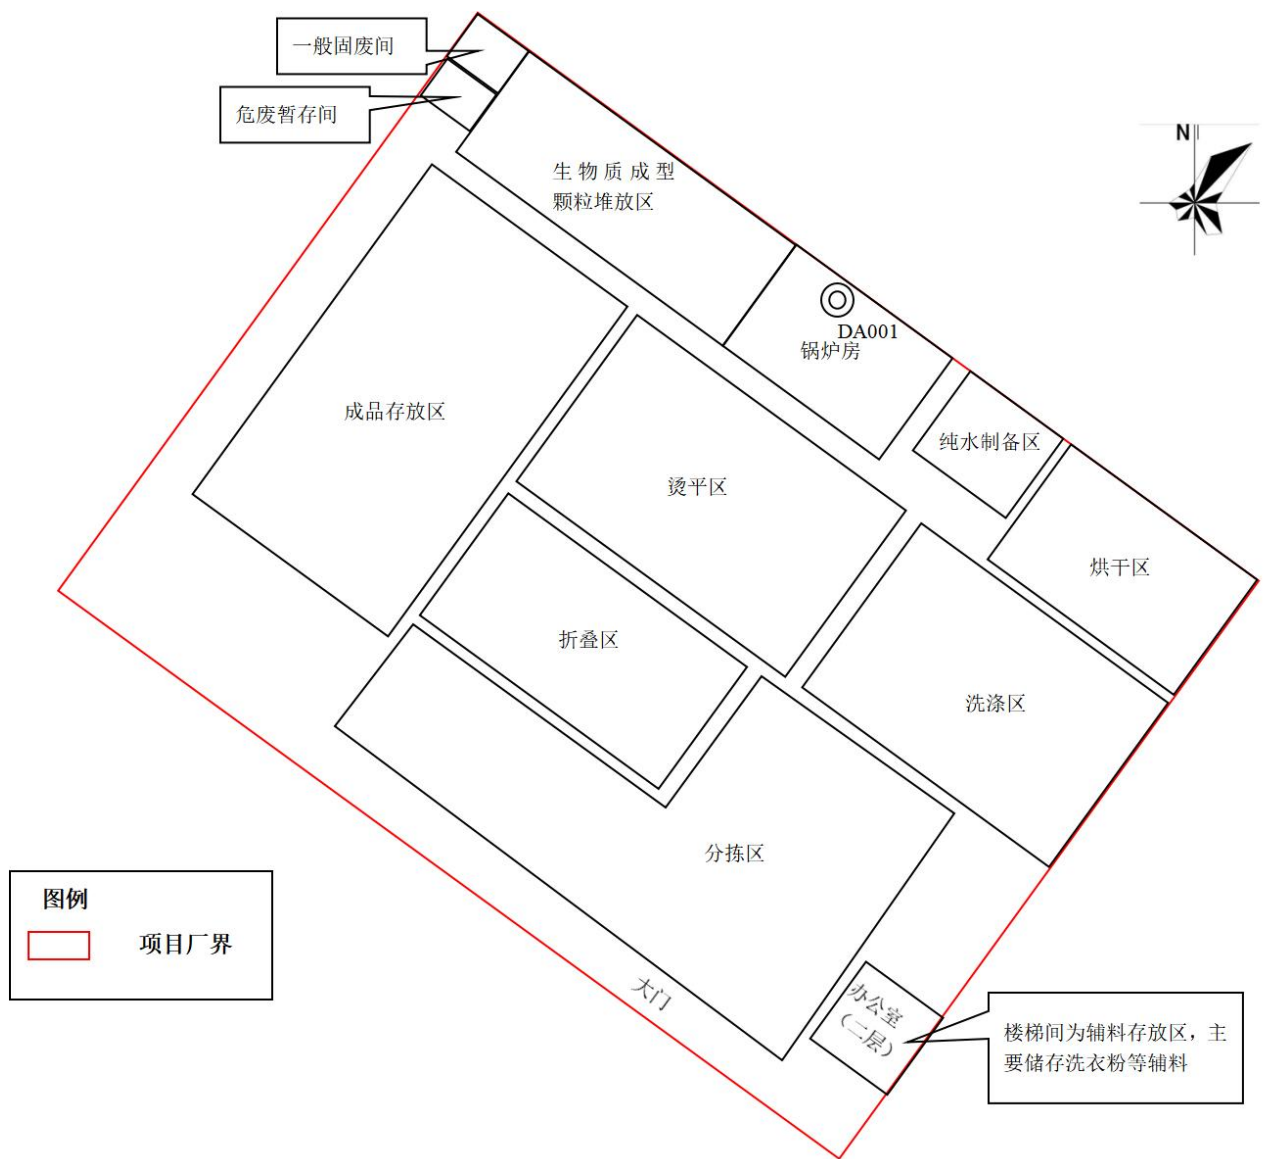 一般固废间
危废暂存间
N
生物质成型
颗粒堆放区
DA001
锅炉房
成品存放区
纯水制备区
烫平区
烘干区
折叠区
洗涤区
分拣区
图例
项目厂界
大门
办公室
（二层）
楼梯间为辅料存放区，主
要储存洗衣粉等辅料